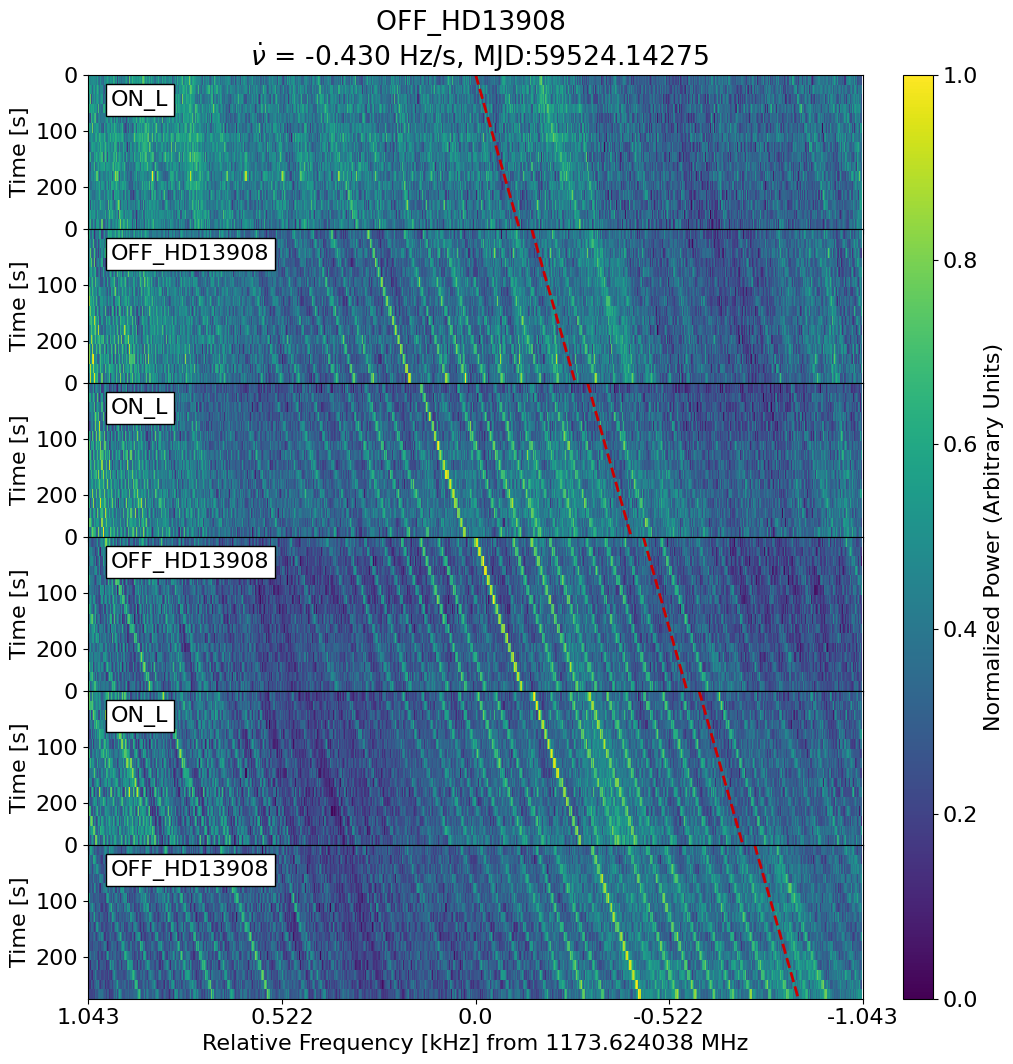 OFF_HD13908
ν̇ = -0.430 Hz/s, MJD:59524.14275
ON_L
OFF_HD13908
ON_L
OFF_HD13908
ON_L
OFF_HD13908
Time [s]
0
100
200
Time [s]
0
100
200
Time [s]
0
100
200
Time [s]
0
100
200
Time [s]
0
100
200
Time [s]
0
100
200
1.043
0.522
0.0
-0.522
-1.043
Relative Frequency [kHz] from 1173.624038 MHz
1.0
0.8
0.6
0.4
0.2
0.0
Normalized Power (Arbitrary Units)